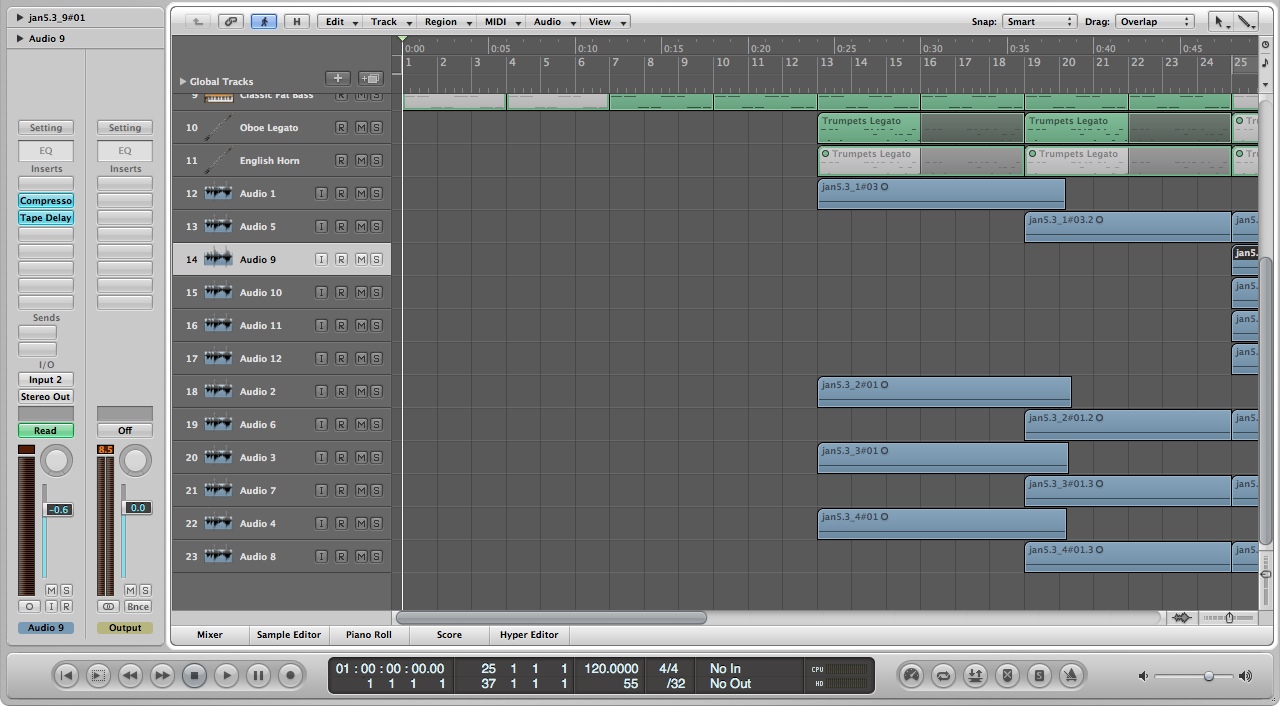 jan5.3_9#01
Audio 9
H Edit Track Region MIDI Audio View Snap: Smart Drag: Overlap
0:00 0:05 0:10 0:15 0:20 0:25 0:30 0:35 0:40 0:45
1 2 3 4 5 6 7 8 9 10 11 12 13 14 15 16 17 18 19 20 21 22 23 24 25
Global Tracks
9 Classic Fat Bass R M S
10 Oboe Legato R M S Trumpets Legato Trumpets Legato
11 English Horn R M S Trumpets Legato Trumpets Legato
12 Audio 1 I R M S jan5.3_1#03
13 Audio 5 I R M S jan5.3_1#03.2 jan5.
14 Audio 9 I R M S jan5.
15 Audio 10 I R M S jan5.
16 Audio 11 I R M S jan5.
17 Audio 12 I R M S jan5.
18 Audio 2 I R M S jan5.3_2#01
19 Audio 6 I R M S jan5.3_2#01.2 jan5.
20 Audio 3 I R M S jan5.3_3#01
21 Audio 7 I R M S jan5.3_3#01.3 jan5.
22 Audio 4 I R M S jan5.3_4#01
23 Audio 8 I R M S jan5.3_4#01.3 jan5.
Setting Setting
EQ EQ
Inserts Inserts
Compresso
Tape Delay
Sends
I/O
Input 2
Stereo Out
Read Off
8.5
-0.6 0.0
M S M S
I R Bnce
Audio 9 Output
Mixer Sample Editor Piano Roll Score Hyper Editor
01 : 00 : 00 : 00.00 25 1 1 1 120.0000 4/4 No In CPU
1 1 1 1 37 1 1 1 55 /32 No Out HD
S